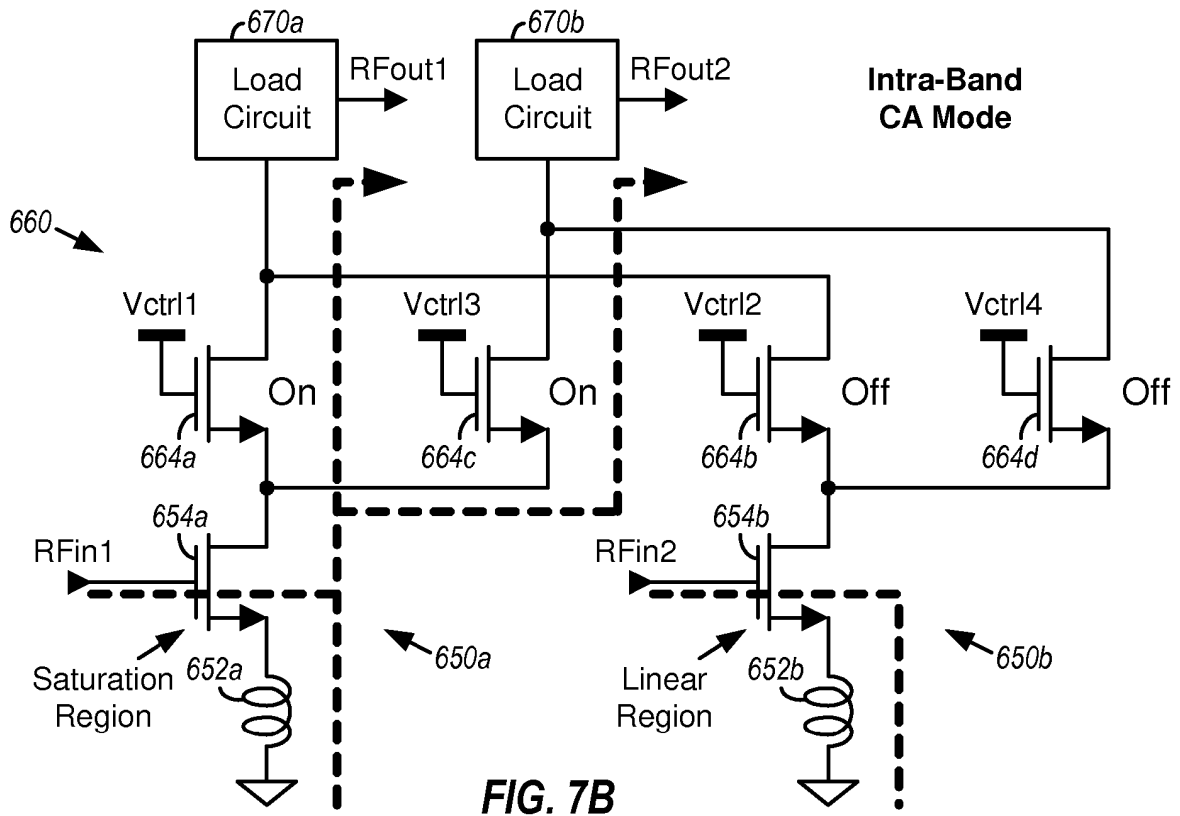 670a
670b
Load
Circuit
RFout1
Load
Circuit
RFout2
Intra-Band
CA Mode
660
Vctrl1
Vctrl3
Vctrl2
Vctrl4
On
On
Off
Off
664a
664c
664b
664d
654a
654b
RFin1
RFin2
652a
650a
652b
650b
Saturation
Region
Linear
Region
FIG. 7B